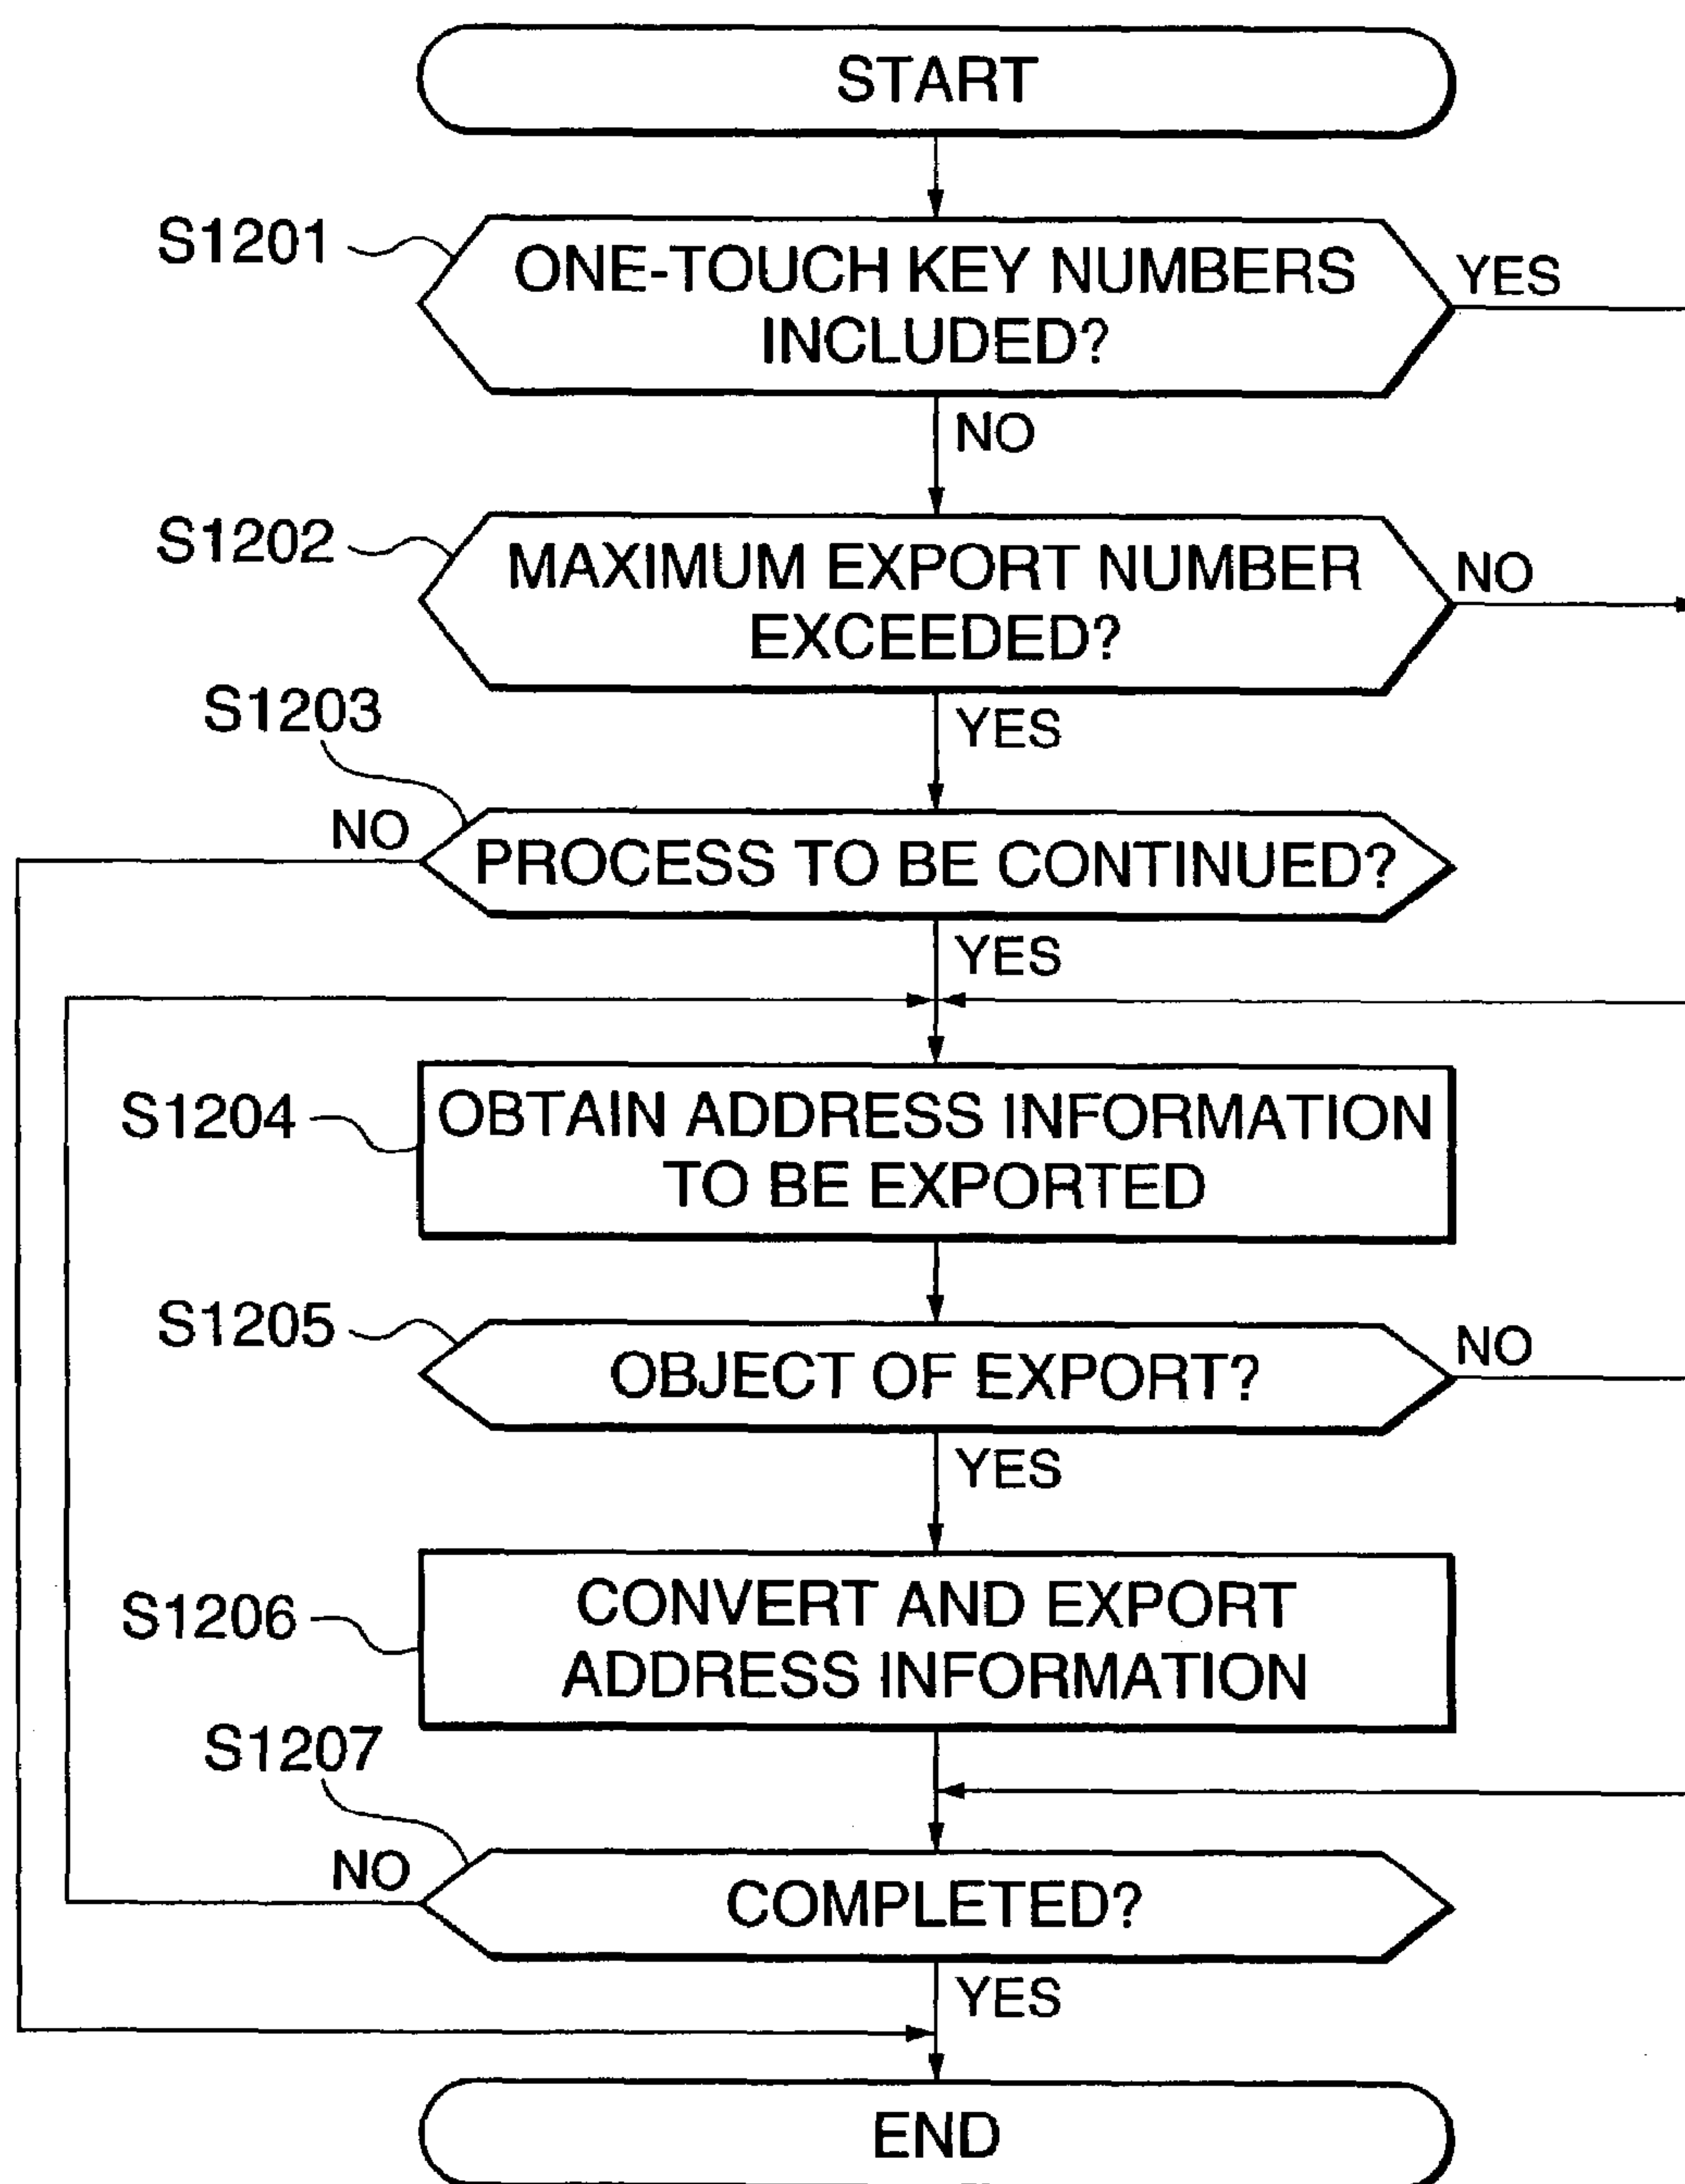 START
S1201
ONE-TOUCH KEY NUMBERS
INCLUDED?
YES
NO
S1202
MAXIMUM EXPORT NUMBER
EXCEEDED?
NO
YES
S1203
NO
PROCESS TO BE CONTINUED?
YES
S1204
OBTAIN ADDRESS INFORMATION
TO BE EXPORTED
S1205
OBJECT OF EXPORT?
NO
YES
S1206
CONVERT AND EXPORT
ADDRESS INFORMATION
S1207
NO
COMPLETED?
YES
END